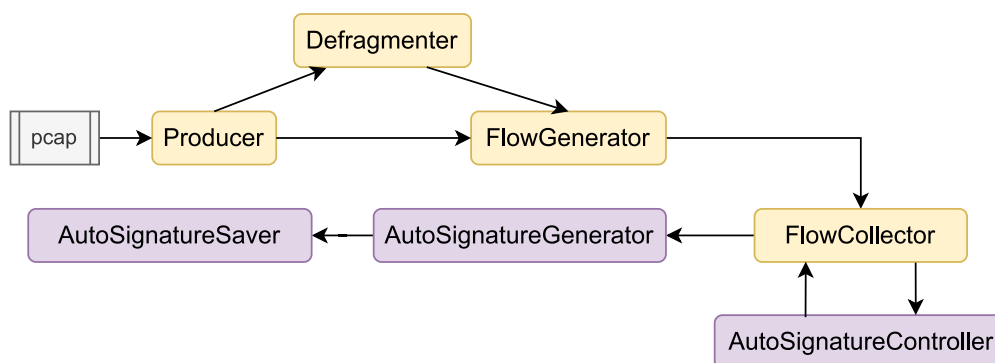 Defragmenter
pcap
Producer
FlowGenerator
AutoSignatureSaver
AutoSignatureGenerator
FlowCollector
AutoSignatureController